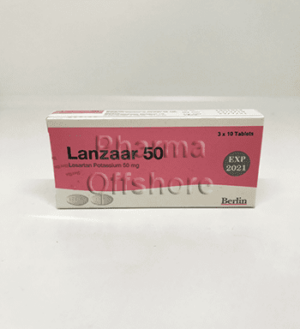 3 x 10 Tablets
Lanzaar 50
Losartan Potassium 50 mg
EXP
2021
Pharma
Offshore
Berlin